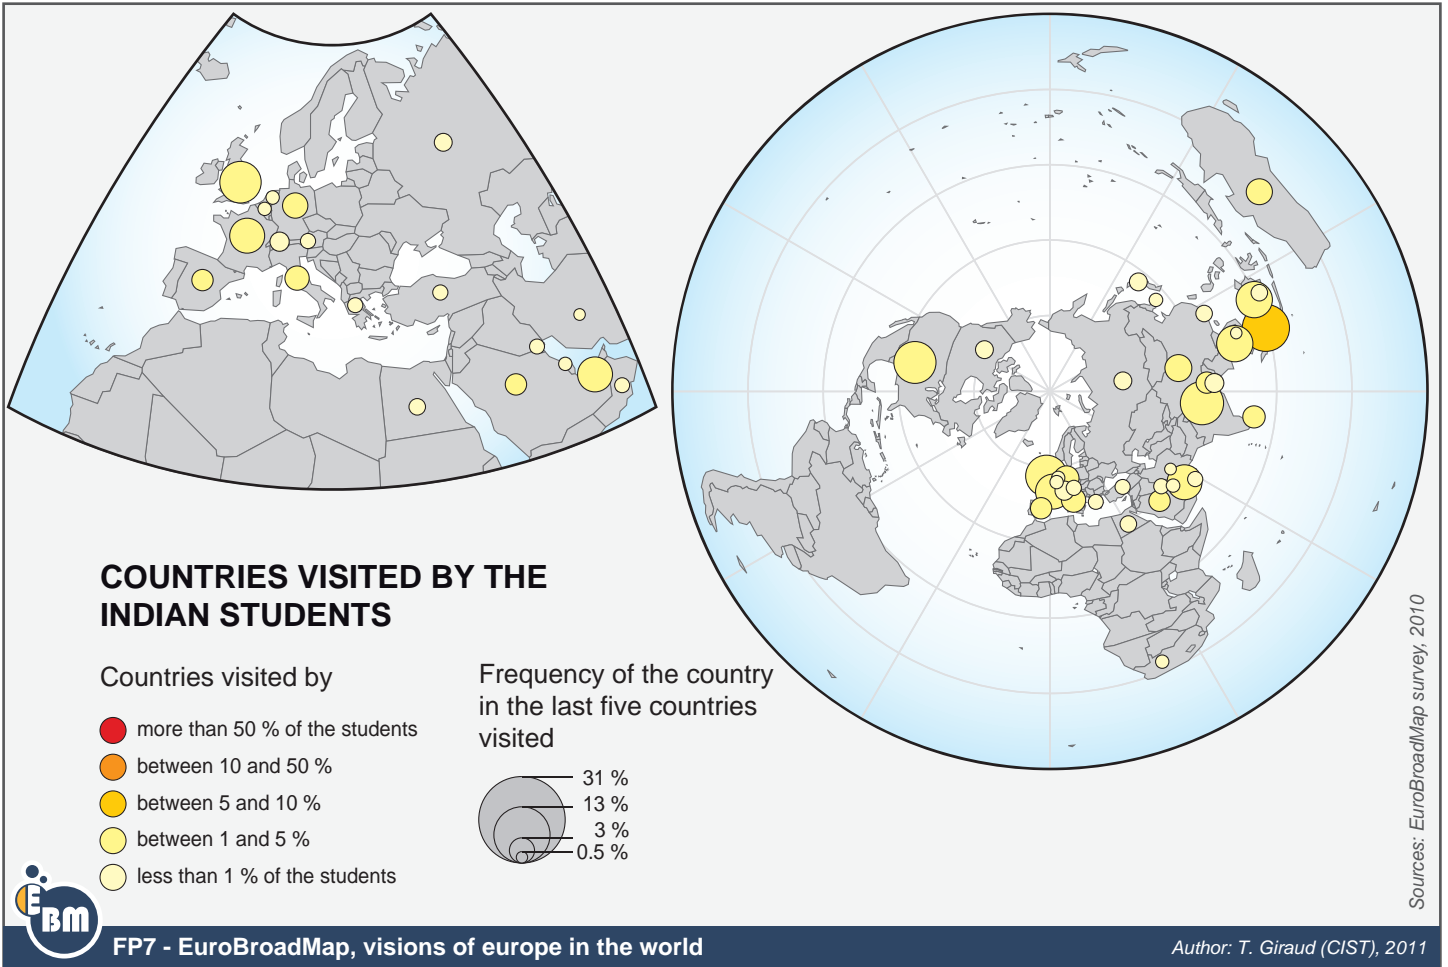 COUNTRIES VISITED BY THE
INDIAN STUDENTS
Countries visited by
more than 50 % of the students
between 10 and 50 %
between 5 and 10 %
between 1 and 5 %
less than 1 % of the students
Frequency of the country
in the last five countries
visited
31 %
13 %
3 %
0.5 %
Sources: EuroBroadMap survey, 2010
EBM
FP7 - EuroBroadMap, visions of europe in the world
Author: T. Giraud (CIST), 2011